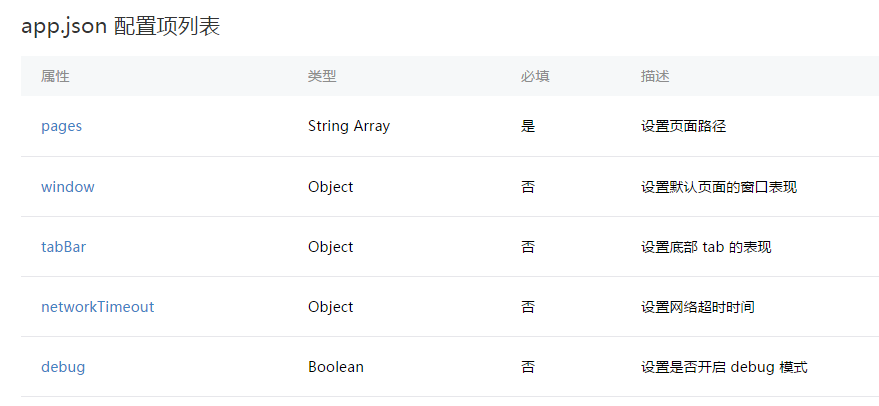 app.json 配置项列表
属性 类型 必填 描述
pages String Array 是 设置页面路径
window Object 否 设置默认页面的窗口表现
tabBar Object 否 设置底部 tab 的表现
networkTimeout Object 否 设置网络超时时间
debug Boolean 否 设置是否开启 debug 模式